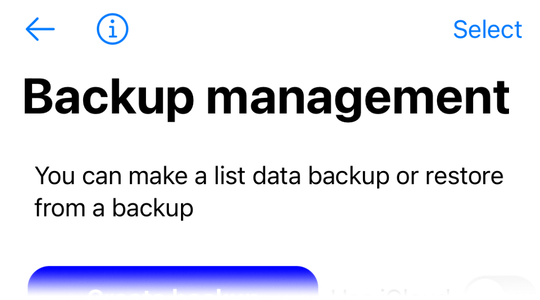 Select
Backup management
You can make a list data backup or restore
from a backup